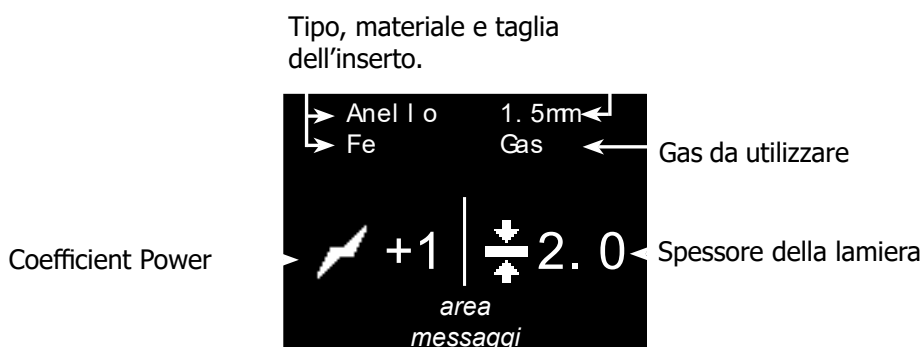 Tipo, materiale e taglia
dell'inserto.
Anello 1.5mm
Fe Gas
Gas da utilizzare
Coefficient Power
+1 2.0
Spessore della lamiera
area
messaggi